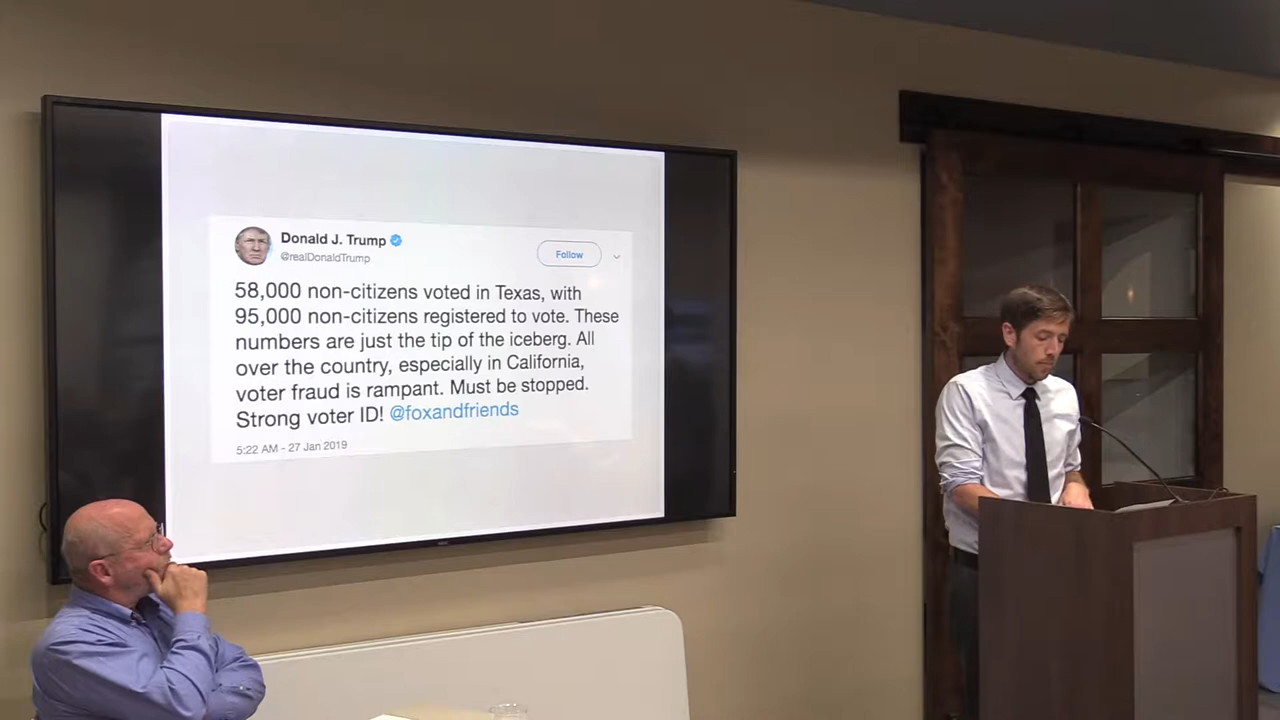 Donald J. Trump
@realDonaldTrump
Follow
58,000 non-citizens voted in Texas, with
95,000 non-citizens registered to vote. These
numbers are just the tip of the iceberg. All
over the country, especially in California,
voter fraud is rampant. Must be stopped.
Strong voter ID! @foxandfriends
5:22 AM - 27 Jan 2019